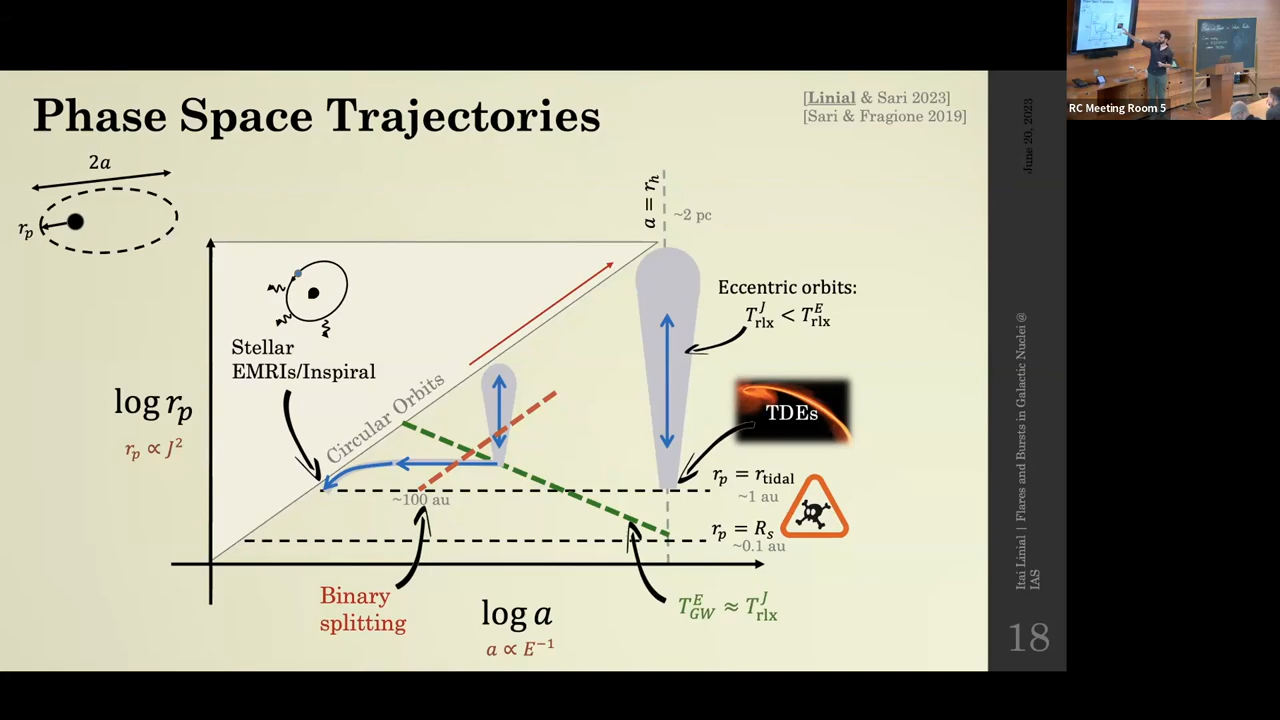 Phase Space Trajectories
[Linial & Sari 2023]
[Sari & Fragione 2019]
RC Meeting Room 5
June 20, 2023
2a
r_p
a = r_h
~2 pc
Eccentric orbits:
T^J_rlx < T^E_rlx
Stellar
EMRIs/Inspiral
Circular Orbits
TDEs
log r_p
r_p ∝ J²
~100 au
r_p = r_tidal
~1 au
r_p = R_s
~0.1 au
Binary
splitting
log a
a ∝ E⁻¹
T^E_GW ≈ T^J_rlx
Itai Linial | Flares and Bursts in Galactic Nuclei @
IAS
18